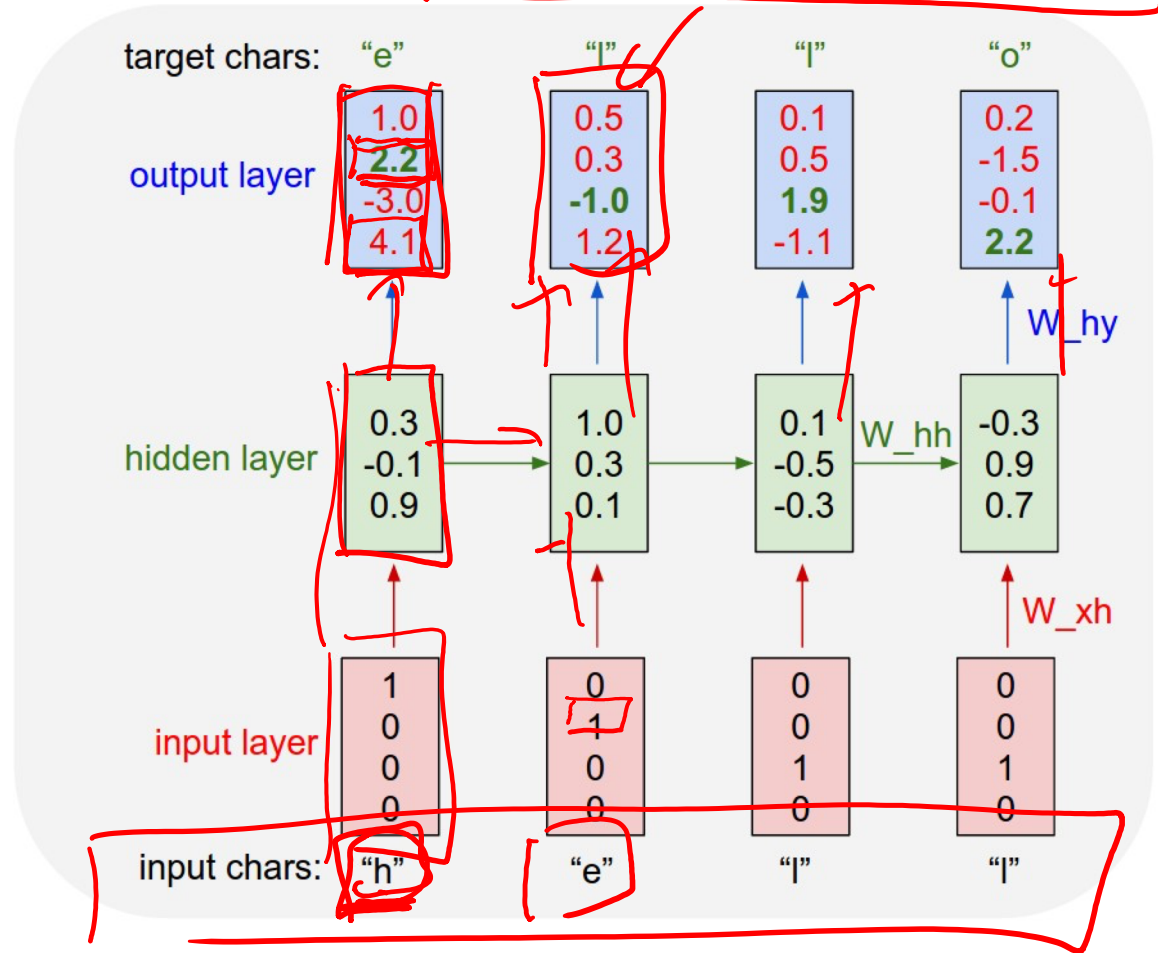 target chars: “e” “l” “l” “o”
output layer
1.0 0.5 0.1 0.2
2.2 0.3 0.5 -1.5
-3.0 -1.0 1.9 -0.1
4.1 1.2 -1.1 2.2
W_hy
hidden layer
0.3 1.0 0.1 -0.3
-0.1 0.3 -0.5 0.9
0.9 0.1 -0.3 0.7
W_hh
W_xh
input layer
1 0 0 0
0 1 0 0
0 0 1 1
0 0 0 0
input chars: “h” “e” “l” “l”